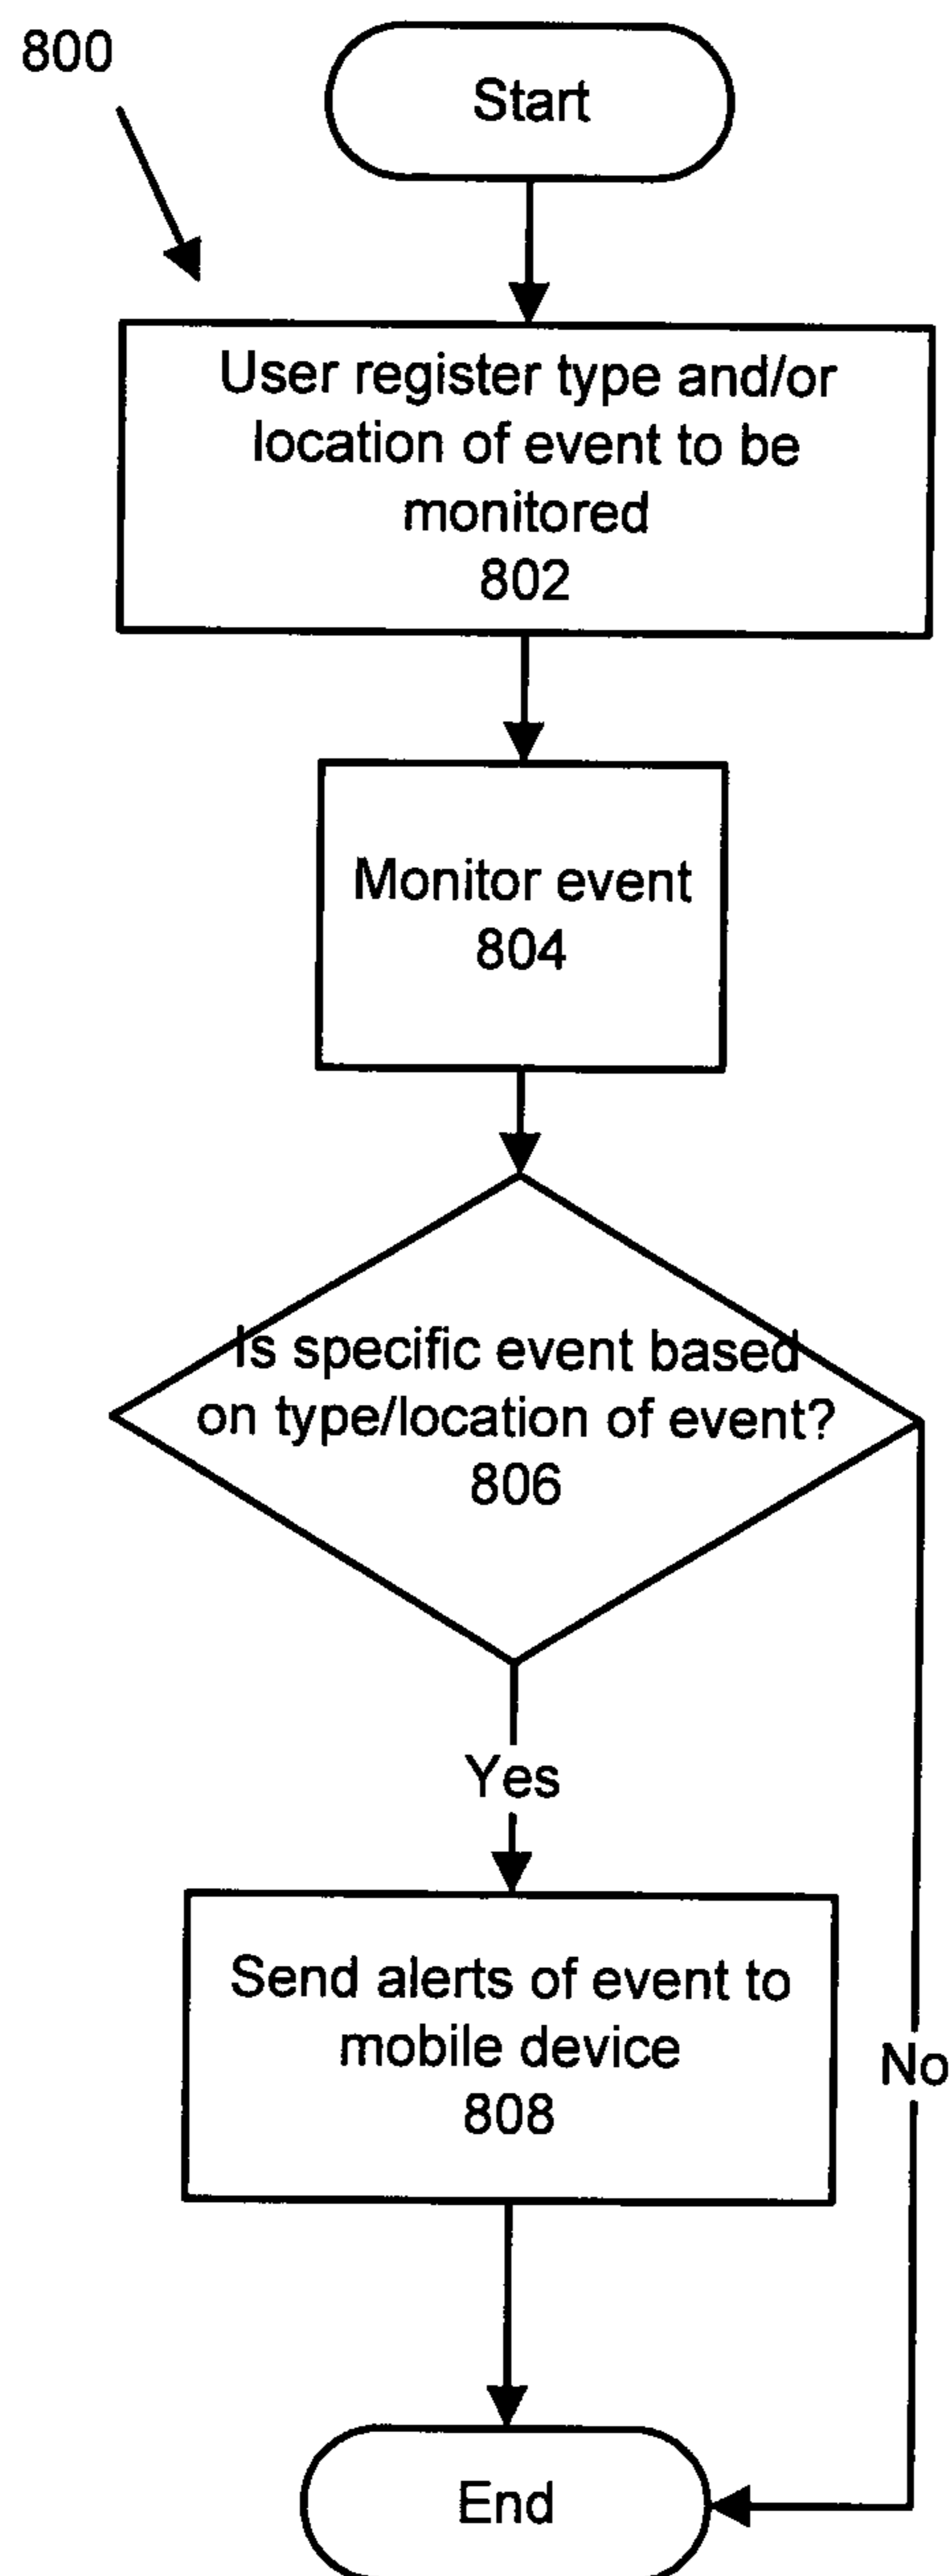 800
Start
User register type and/or
location of event to be
monitored
802
Monitor event
804
Is specific event based
on type/location of event?
806
Yes
Send alerts of event to
mobile device
808
No
End